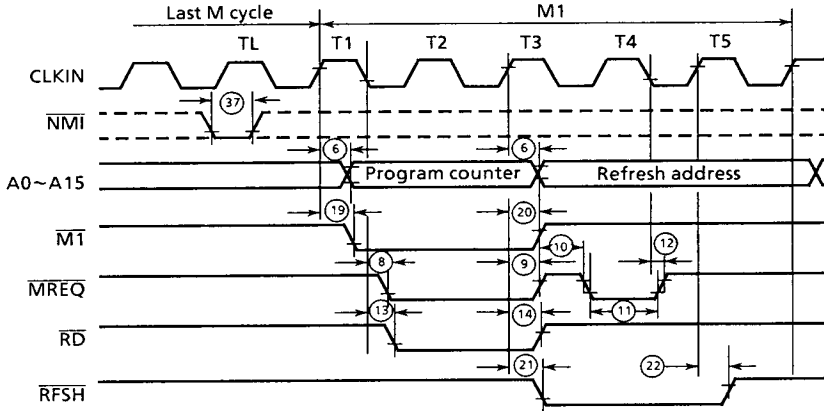 Last M cycle M1
TL T1 T2 T3 T4 T5
CLKIN
37
NMI
6 6
A0~A15 Program counter Refresh address
19 20
M1
10 12
8 9
MREQ
11
13 14
RD
21 22
RFSH